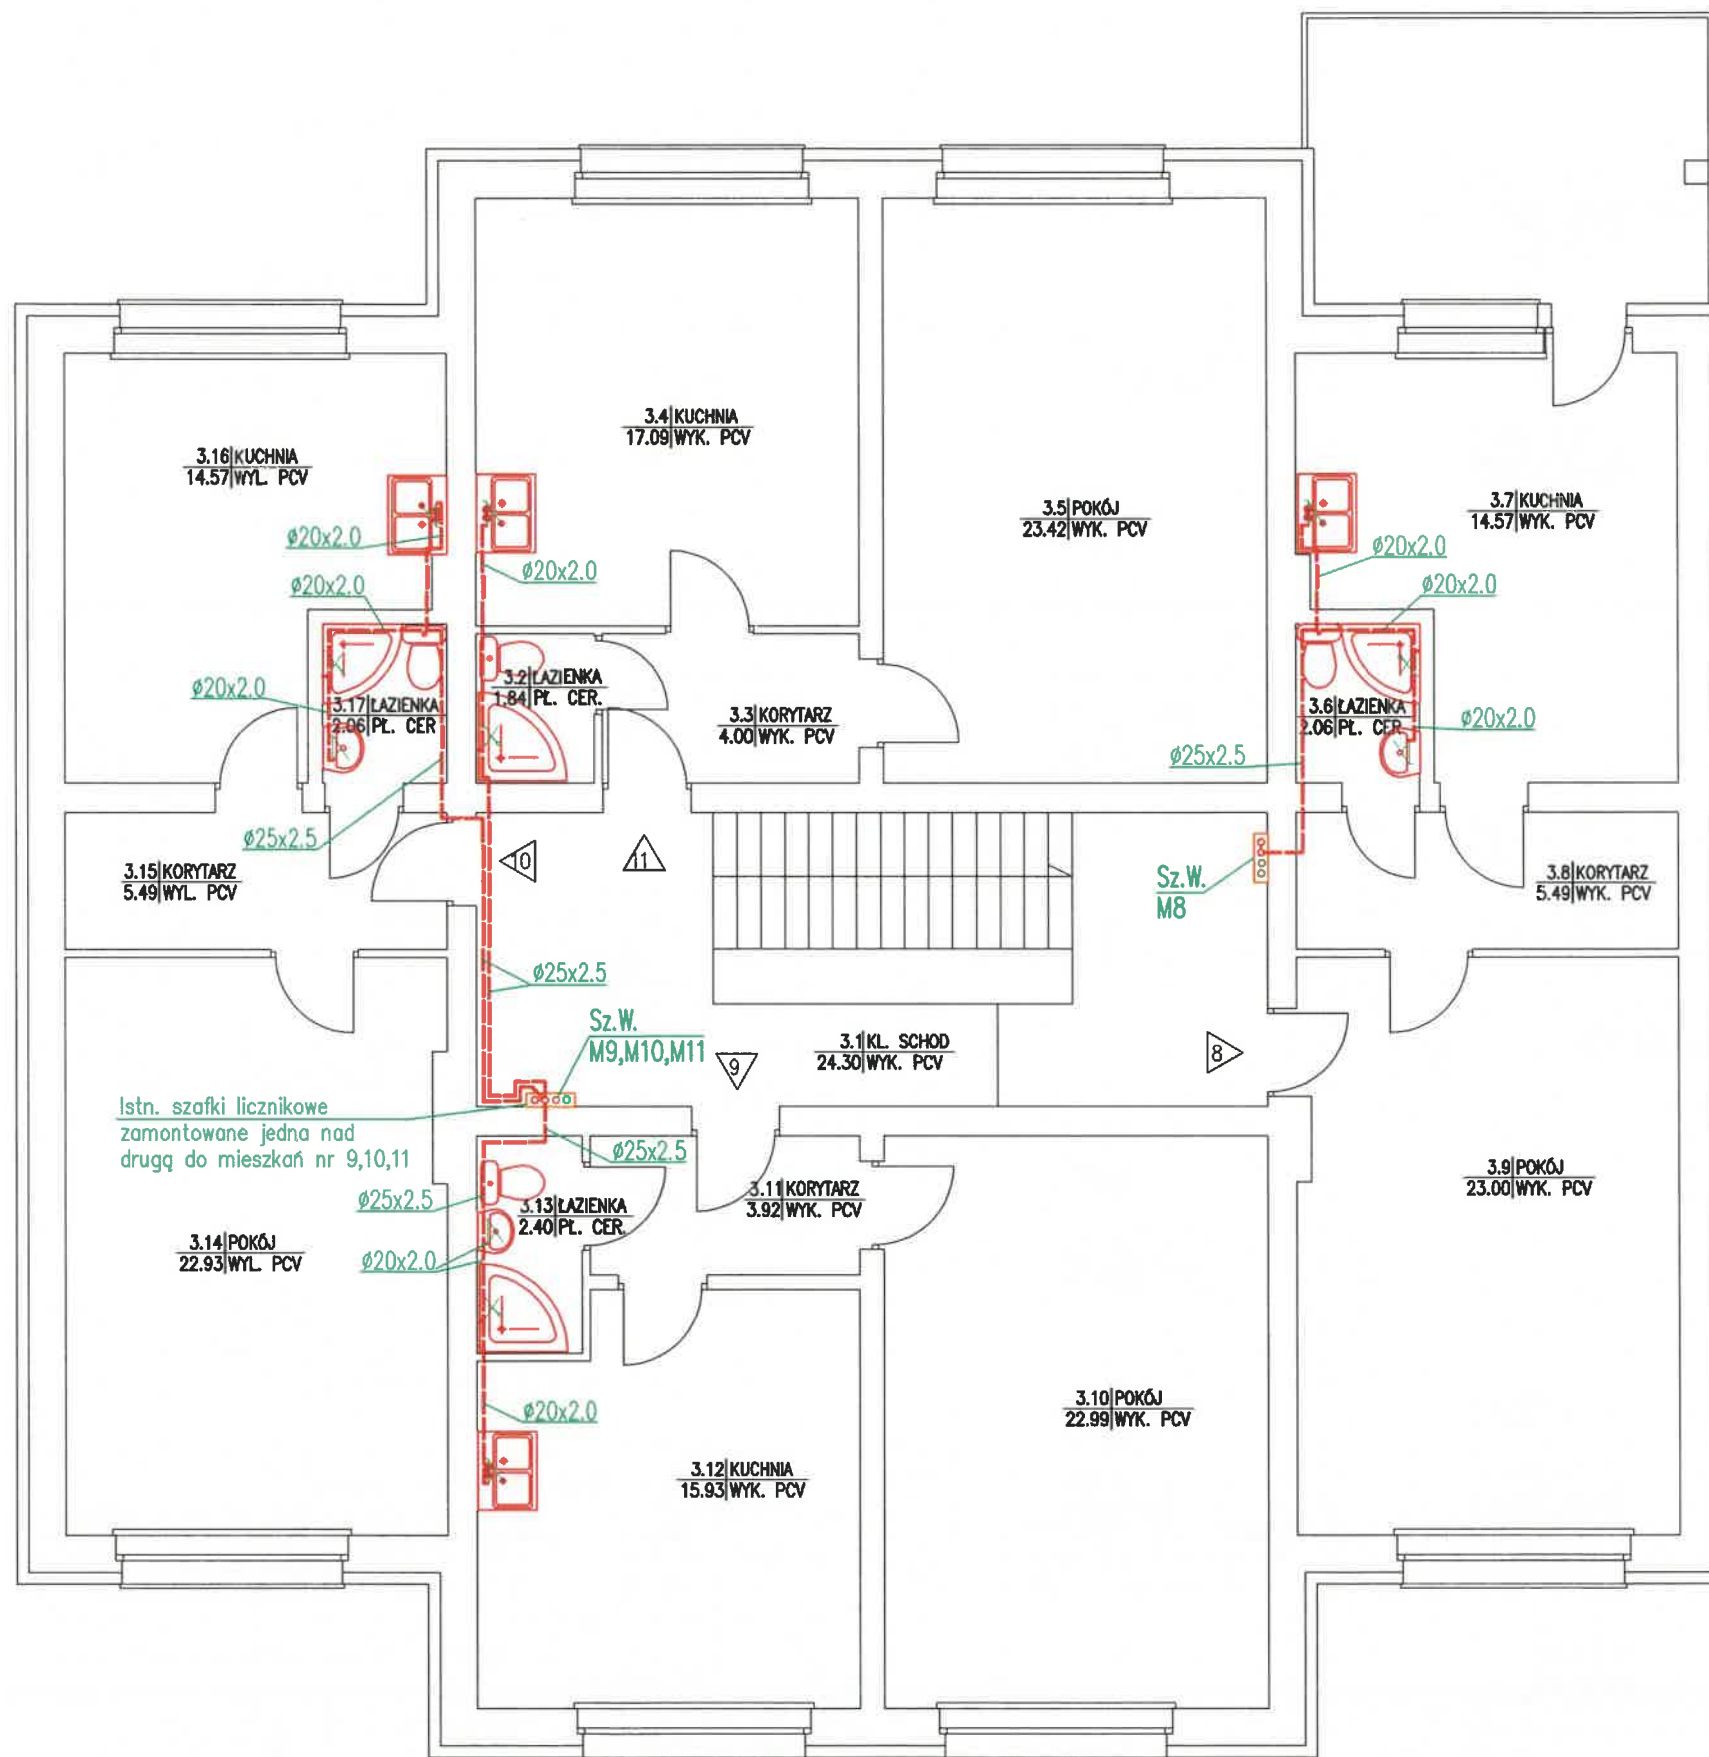 3.4 KUCHNIA
17.09 WYK. PCV
3.16 KUCHNIA
14.57 WYL. PCV
3.5 POKÓJ
23.42 WYK. PCV
3.7 KUCHNIA
14.57 WYK. PCV
ø20x2.0
ø20x2.0
ø20x2.0
ø20x2.0
ø20x2.0
3.2 ŁAZIENKA
1.84 PŁ. CER.
ø20x2.0
3.17 ŁAZIENKA
2.06 PŁ. CER
3.3 KORYTARZ
4.00 WYK. PCV
3.6 ŁAZIENKA
2.06 PŁ. CER.
ø20x2.0
ø25x2.5
ø25x2.5
10
11
3.15 KORYTARZ
5.49 WYL. PCV
Sz.W.
M8
3.8 KORYTARZ
5.49 WYK. PCV
ø25x2.5
Sz.W.
M9,M10,M11
9
3.1 KL. SCHOD
24.30 WYK. PCV
8
Istn. szafki licznikowe
zamontowane jedna nad
drugą do mieszkań nr 9,10,11
ø25x2.5
ø25x2.5
3.13 ŁAZIENKA
2.40 PŁ. CER.
3.11 KORYTARZ
3.92 WYK. PCV
3.9 POKÓJ
23.00 WYK. PCV
3.14 POKÓJ
22.93 WYL. PCV
ø20x2.0
ø20x2.0
3.10 POKÓJ
22.99 WYK. PCV
3.12 KUCHNIA
15.93 WYK. PCV